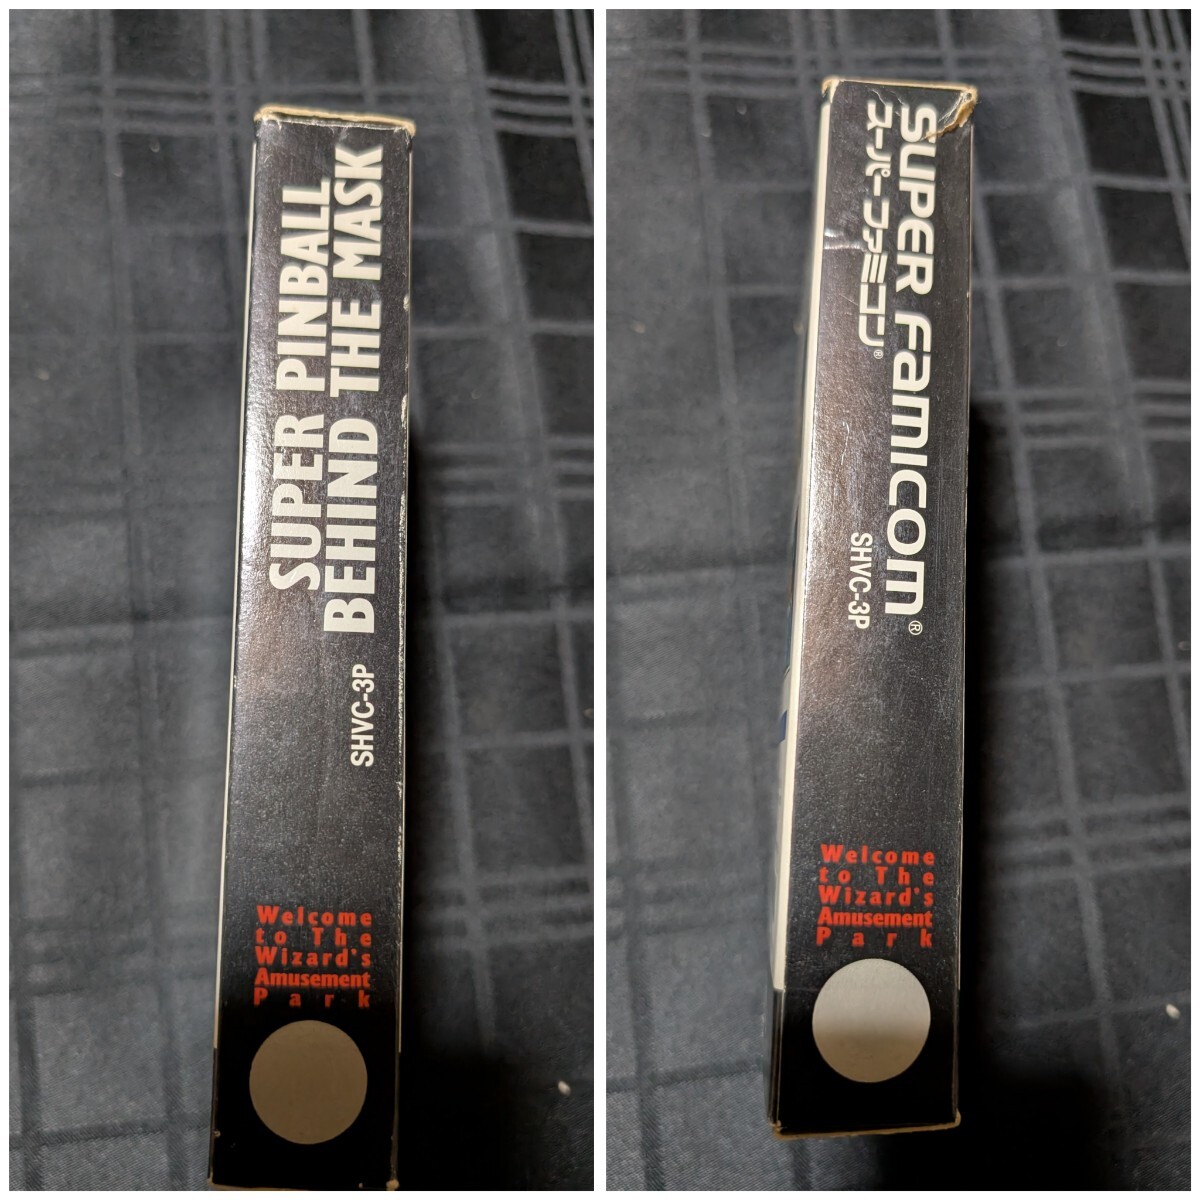 SUPER PINBALL
BEHIND THE MASK
SHVC-3P
Welcome
to The
Wizard's
Amusement
Park
SUPER FAMICOM®
スーパーファミコン®
SHVC-3P
Welcome
to The
Wizard's
Amusement
Park